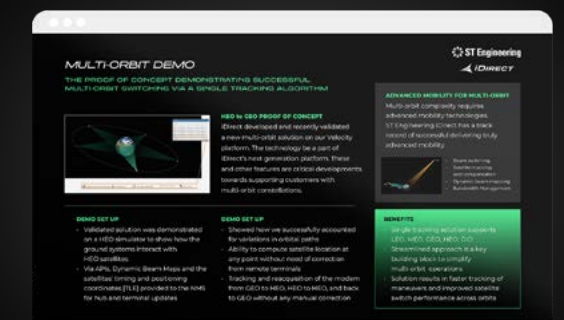 MULTI-ORBIT DEMO
THE PROOF OF CONCEPT DEMONSTRATING SUCCESSFUL
MULTI-ORBIT SWITCHING VIA A SINGLE TRACKING ALGORITHM
ST Engineering
iDIRECT
HEO to GEO PROOF OF CONCEPT
iDirect developed and recently validated
a new multi-orbit solution on our Velocity
platform. The technology be a part of
iDirect's next generation platform. These
and other features are critical developments
towards supporting customers with
multi-orbit constellations.
ADVANCED MOBILITY FOR MULTI-ORBIT
Multi-orbit complexity requires
advanced mobility technologies.
ST Engineering iDirect has a track
record of successful delivering truly
advanced mobility
- Beam switching
- Satellite tracking
and compensation
- Dynamic beam mapping
- Bandwidth Management
DEMO SET UP
- Validated solution was demonstrated
on a HEO simulator to show how the
ground systems interact with
HEO satellites
- Via APIs, Dynamic Beam Maps and the
satellites' timing and positioning
coordinates (TLE) provided to the NMS
for hub and terminal updates
DEMO SET UP
- Showed how we successfully accounted
for variations in orbital paths
- Ability to compute satellite location at
any point without need of correction
from remote terminals
- Tracking and reacquisition of the modem
from GEO to HEO, HEO to HEO, and back
to GEO without any manual correction
BENEFITS
- Single tracking solution supports
LEO, MEO, GEO, HEO, GIO
- Streamlined approach is a key
building block to simplify
multi-orbit operations
- Solution results in faster tracking of
maneuvers and improved satellite
switch performance across orbits